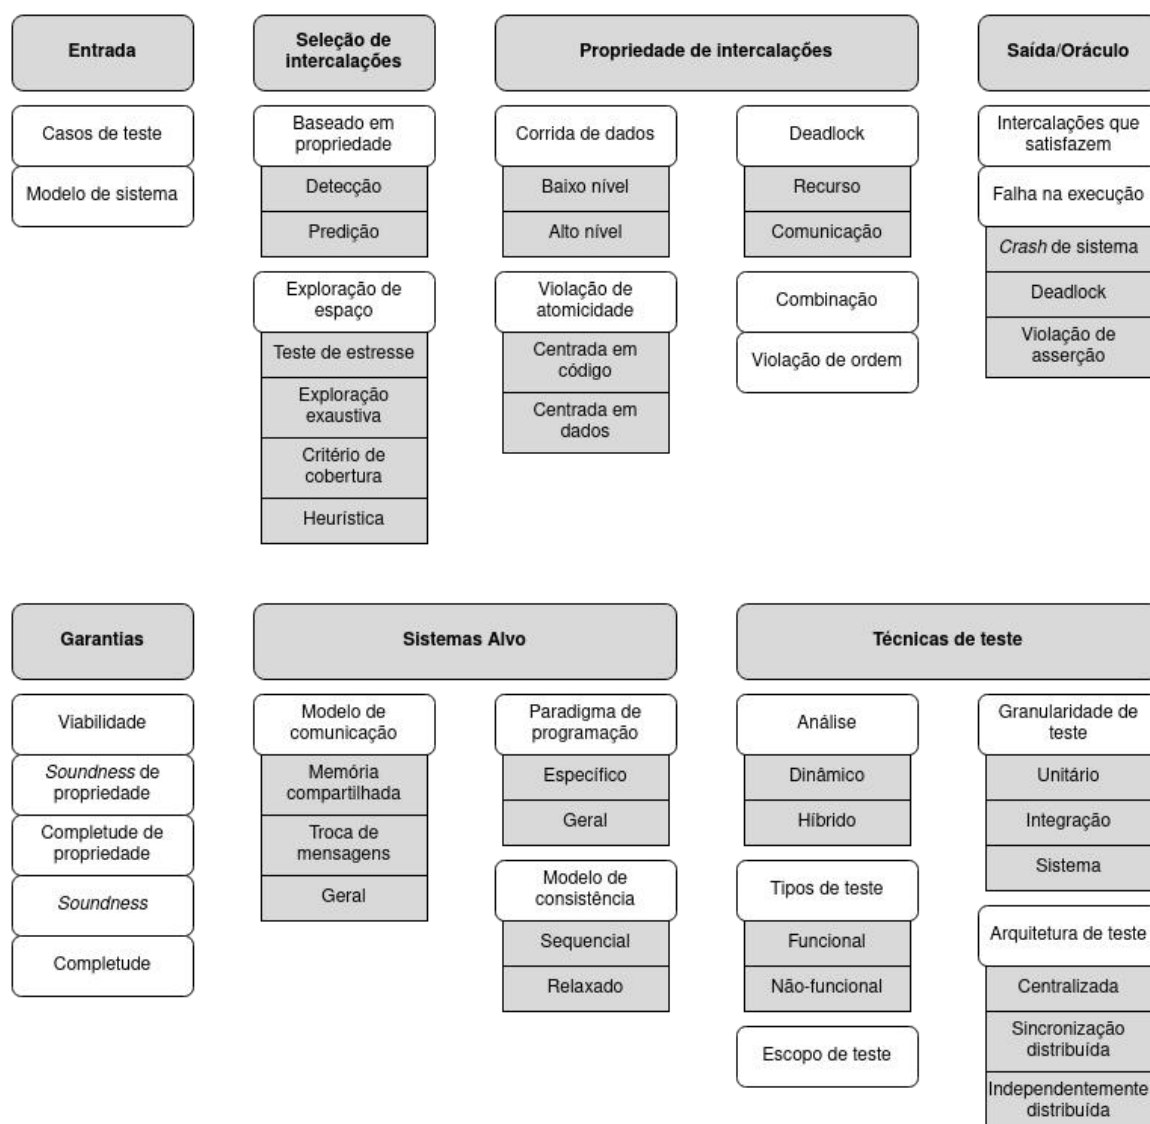 Entrada
Casos de teste
Modelo de sistema
Seleção de
intercalações
Baseado em
propriedade
Detecção
Predição
Exploração de
espaço
Teste de estresse
Exploração
exaustiva
Critério de
cobertura
Heurística
Propriedade de intercalações
Corrida de dados
Baixo nível
Alto nível
Violação de
atomicidade
Centrada em
código
Centrada em
dados
Deadlock
Recurso
Comunicação
Combinação
Violação de ordem
Saída/Oráculo
Intercalações que
satisfazem
Falha na execução
Crash de sistema
Deadlock
Violação de
asserção
Garantias
Viabilidade
Soundness de
propriedade
Completude de
propriedade
Soundness
Completude
Sistemas Alvo
Modelo de
comunicação
Memória
compartilhada
Troca de
mensagens
Geral
Paradigma de
programação
Específico
Geral
Modelo de
consistência
Sequencial
Relaxado
Técnicas de teste
Análise
Dinâmico
Híbrido
Tipos de teste
Funcional
Não-funcional
Escopo de teste
Granularidade de
teste
Unitário
Integração
Sistema
Arquitetura de teste
Centralizada
Sincronização
distribuída
Independentemente
distribuída